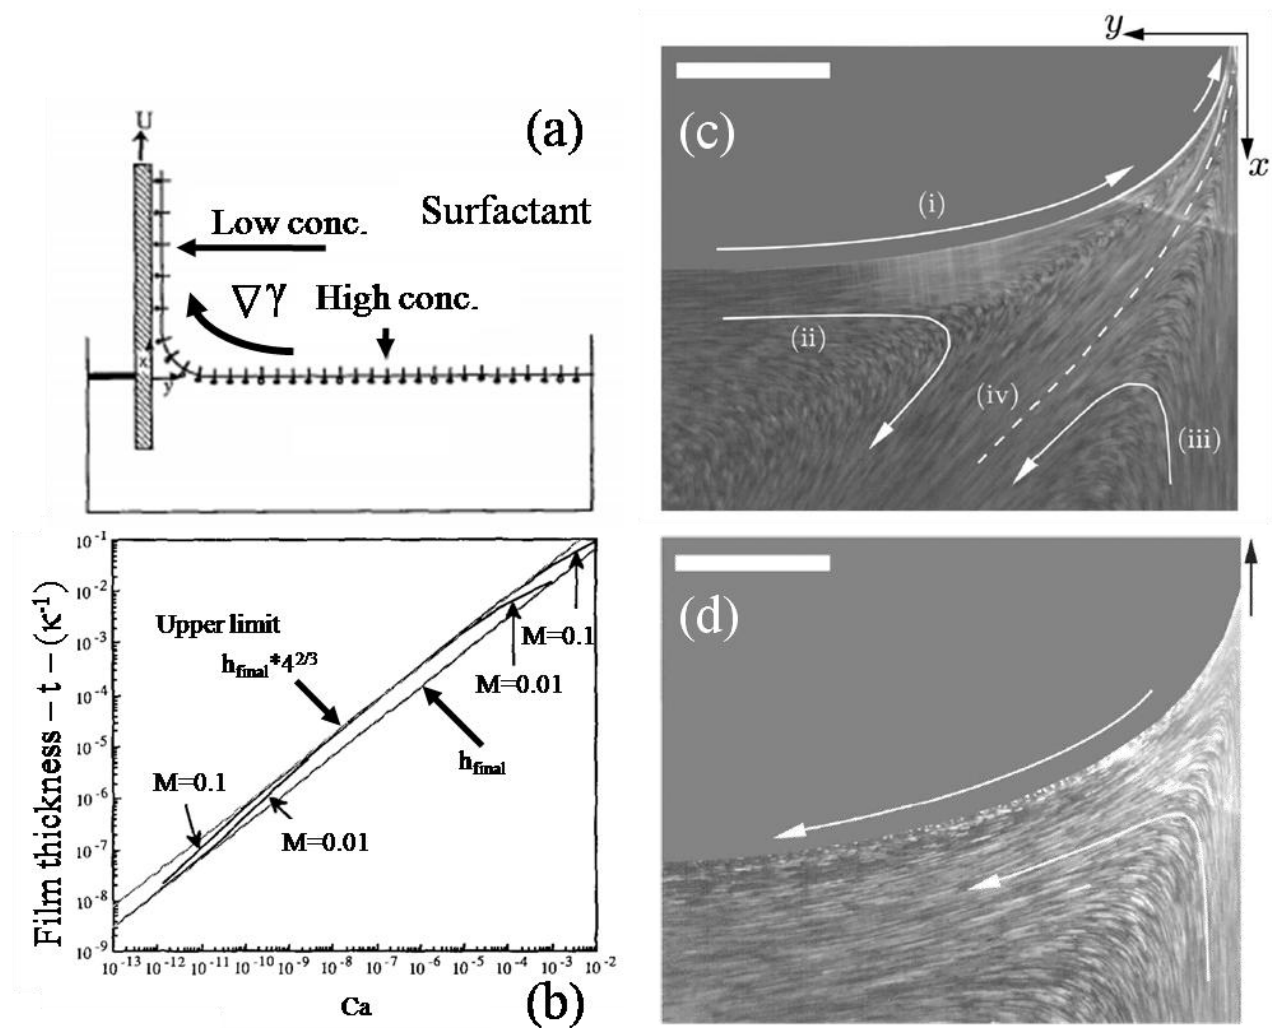 (a)
U
Low conc.
Surfactant
∇γ
High conc.
x
y
(b)
10⁻¹
10⁻²
10⁻³
10⁻⁴
10⁻⁵
10⁻⁶
10⁻⁷
10⁻⁸
10⁻⁹
Film thickness – t – (κ⁻¹)
Upper limit
h_final*4^{2/3}
M=0.1
M=0.01
h_final
M=0.1
M=0.01
10⁻¹³ 10⁻¹² 10⁻¹¹ 10⁻¹⁰ 10⁻⁹ 10⁻⁸ 10⁻⁷ 10⁻⁶ 10⁻⁵ 10⁻⁴ 10⁻³ 10⁻²
Ca
(c)
y
x
(i)
(ii)
(iv)
(iii)
(d)